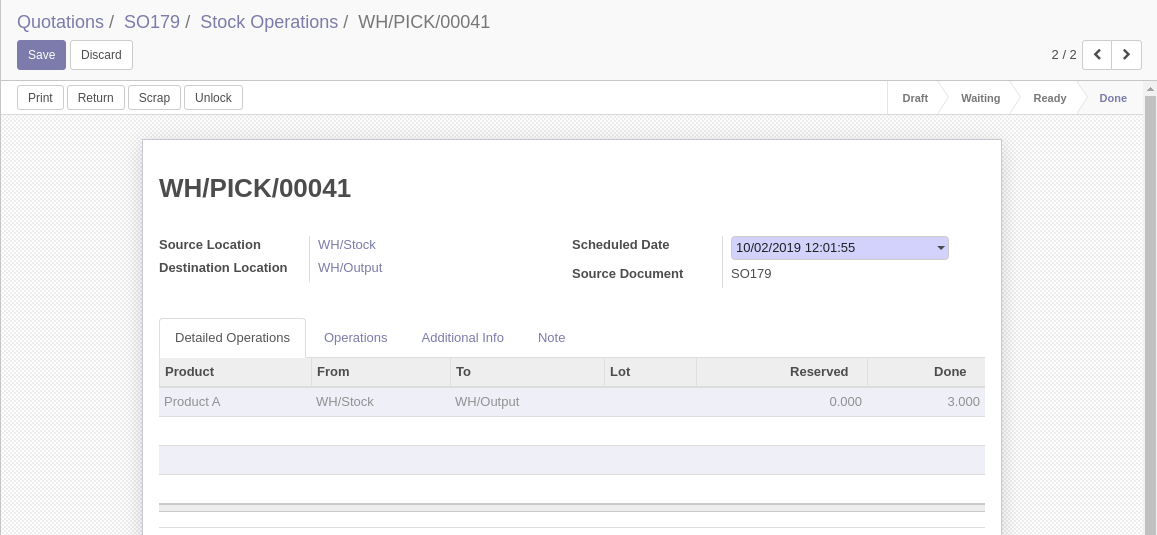 Quotations / SO179 / Stock Operations / WH/PICK/00041
Save Discard 2 / 2
Print Return Scrap Unlock Draft Waiting Ready Done
WH/PICK/00041
Source Location WH/Stock Scheduled Date 10/02/2019 12:01:55
Destination Location WH/Output Source Document SO179
Detailed Operations Operations Additional Info Note
Product From To Lot Reserved Done
Product A WH/Stock WH/Output 0.000 3.000